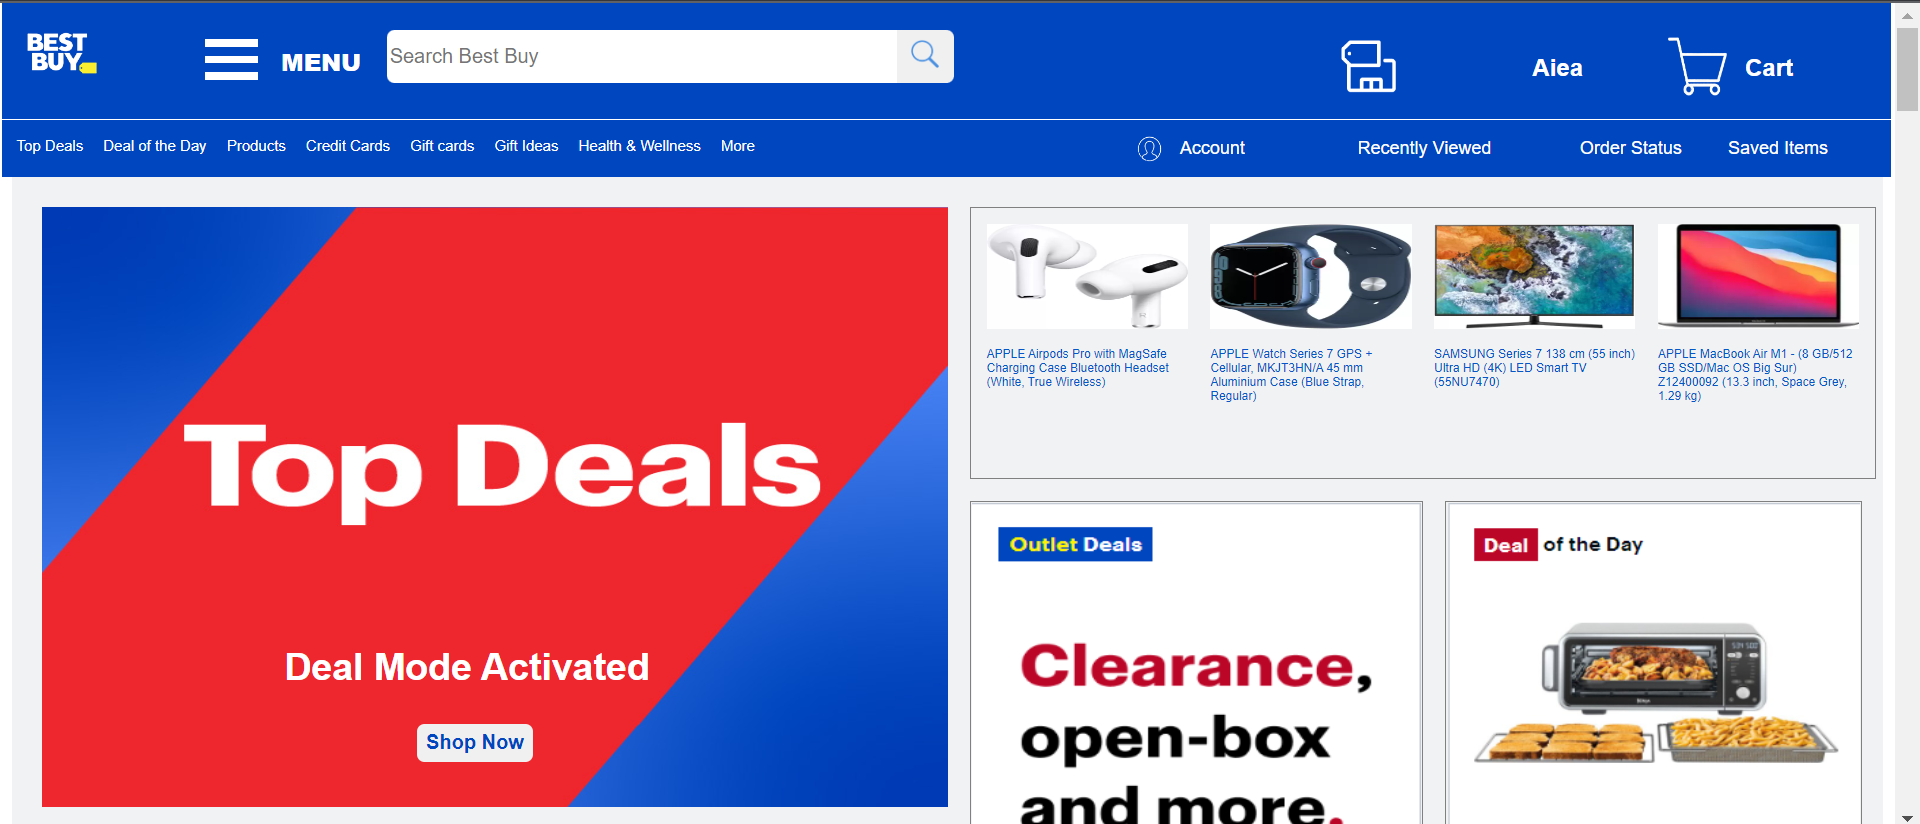 BEST
BUY
MENU
Search Best Buy
Aiea
Cart
Top Deals
Deal of the Day
Products
Credit Cards
Gift cards
Gift Ideas
Health & Wellness
More
Account
Recently Viewed
Order Status
Saved Items
Top Deals
Deal Mode Activated
Shop Now
APPLE Airpods Pro with MagSafe
Charging Case Bluetooth Headset
(White, True Wireless)
APPLE Watch Series 7 GPS +
Cellular, MKJT3HN/A 45 mm
Aluminium Case (Blue Strap,
Regular)
SAMSUNG Series 7 138 cm (55 inch)
Ultra HD (4K) LED Smart TV
(55NU7470)
APPLE MacBook Air M1 - (8 GB/512
GB SSD/Mac OS Big Sur)
Z12400092 (13.3 inch, Space Grey,
1.29 kg)
Outlet Deals
Clearance,
open-box
and more.
Deal of the Day